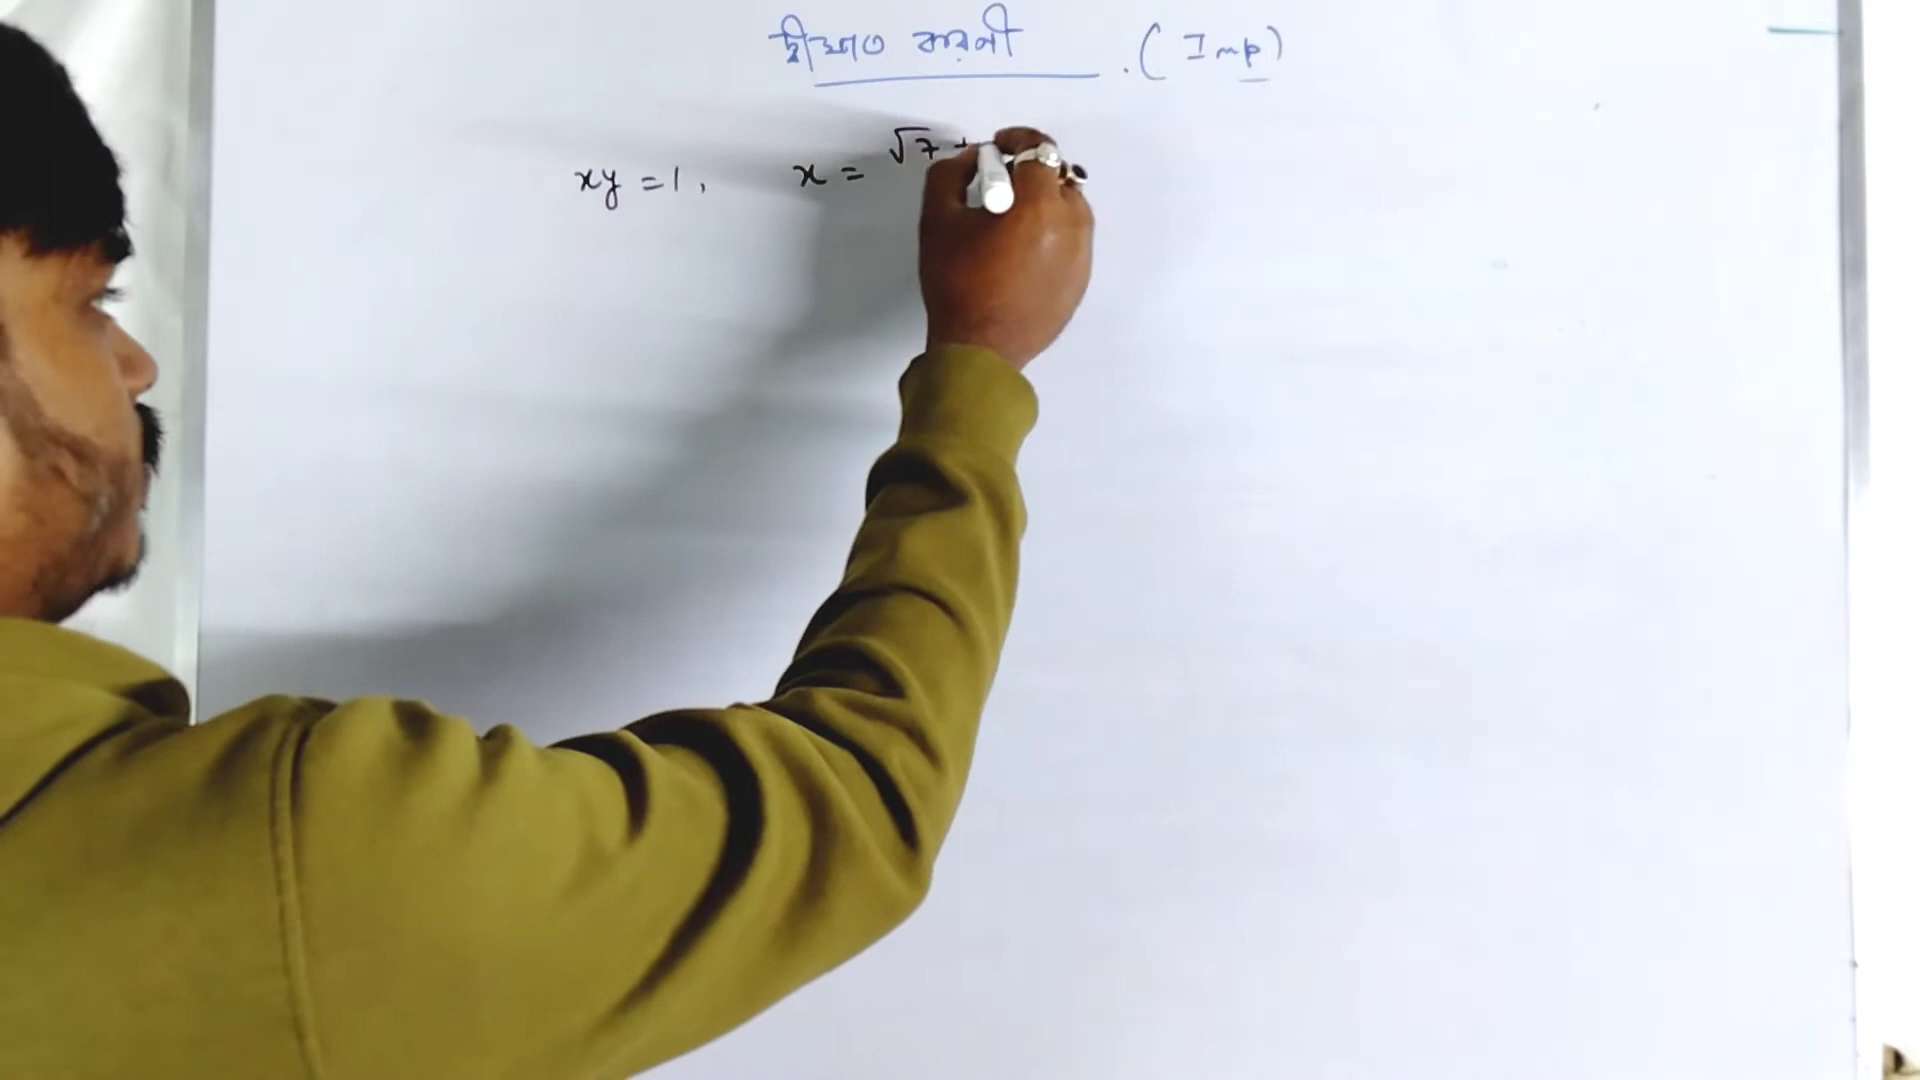 দ্বীঘাত করণী . (Imp)
xy = 1, x = √7 +